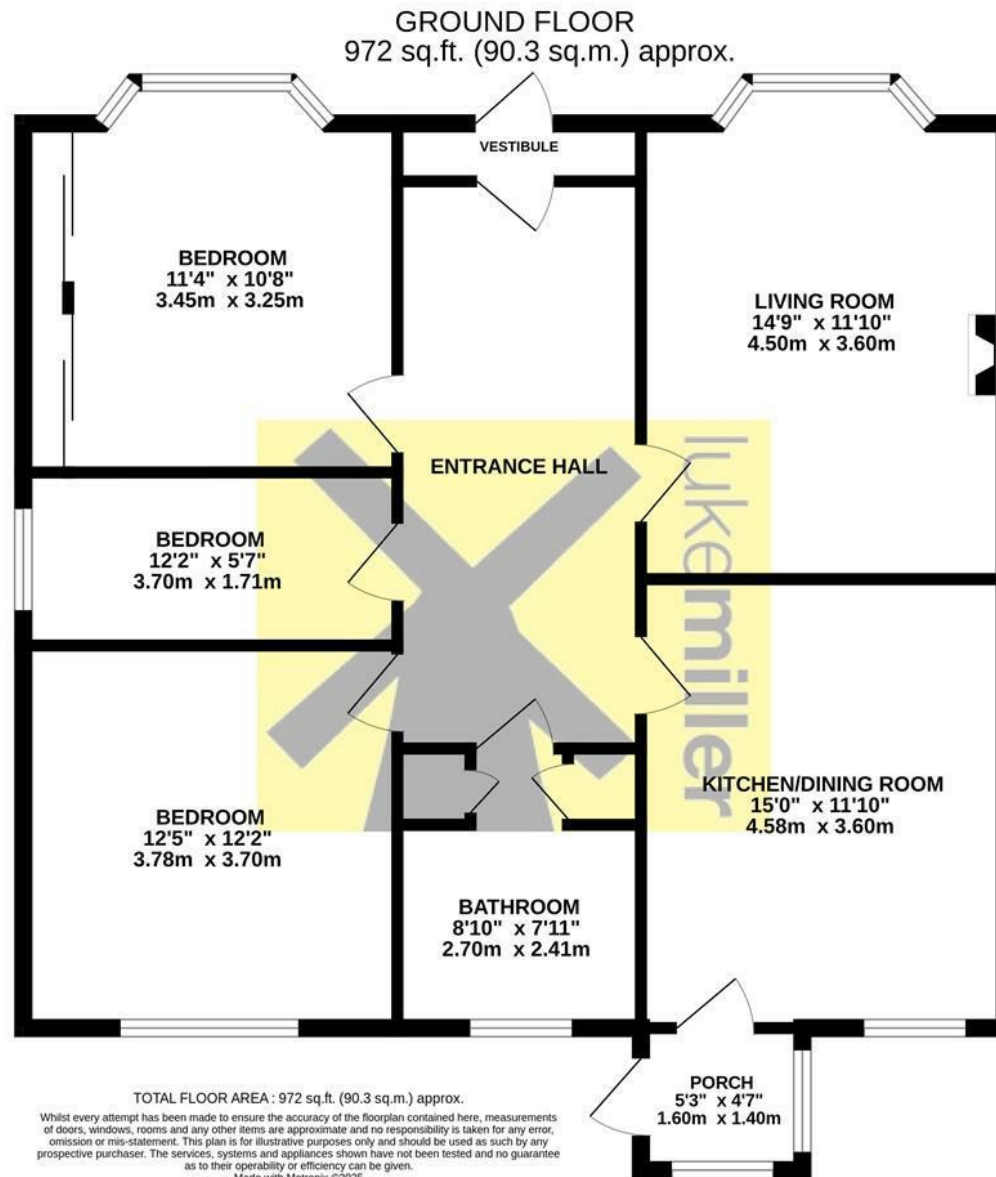 GROUND FLOOR
972 sq.ft. (90.3 sq.m.) approx.
VESTIBULE
BEDROOM
11'4" x 10'8"
3.45m x 3.25m
LIVING ROOM
14'9" x 11'10"
4.50m x 3.60m
ENTRANCE HALL
lukemiller
BEDROOM
12'2" x 5'7"
3.70m x 1.71m
KITCHEN/DINING ROOM
15'0" x 11'10"
4.58m x 3.60m
BEDROOM
12'5" x 12'2"
3.78m x 3.70m
BATHROOM
8'10" x 7'11"
2.70m x 2.41m
PORCH
5'3" x 4'7"
1.60m x 1.40m
TOTAL FLOOR AREA : 972 sq.ft. (90.3 sq.m.) approx.
Whilst every attempt has been made to ensure the accuracy of the floorplan contained here, measurements
of doors, windows, rooms and any other items are approximate and no responsibility is taken for any error,
omission or mis-statement. This plan is for illustrative purposes only and should be used as such by any
prospective purchaser. The services, systems and appliances shown have not been tested and no guarantee
as to their operability or efficiency can be given.
Made with Metropix ©2025